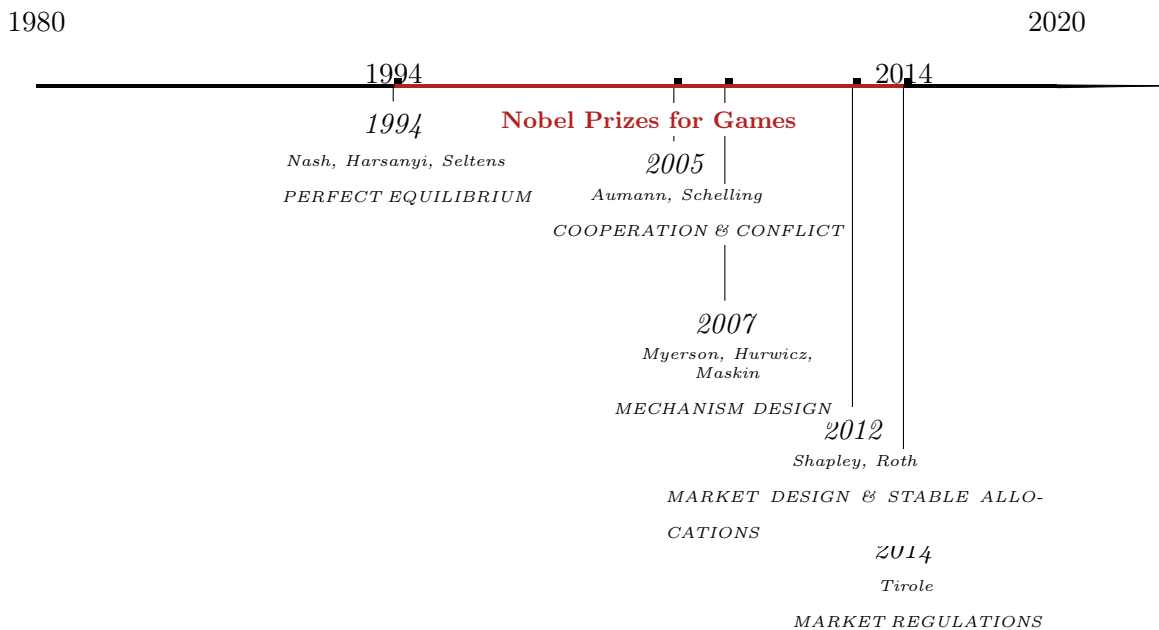 1980
2020
1994
2014
Nobel Prizes for Games
1994
Nash, Harsanyi, Seltens
PERFECT EQUILIBRIUM
2005
Aumann, Schelling
COOPERATION & CONFLICT
2007
Myerson, Hurwicz,
Maskin
MECHANISM DESIGN
2012
Shapley, Roth
MARKET DESIGN & STABLE ALLO-
CATIONS
2014
Tirole
MARKET REGULATIONS